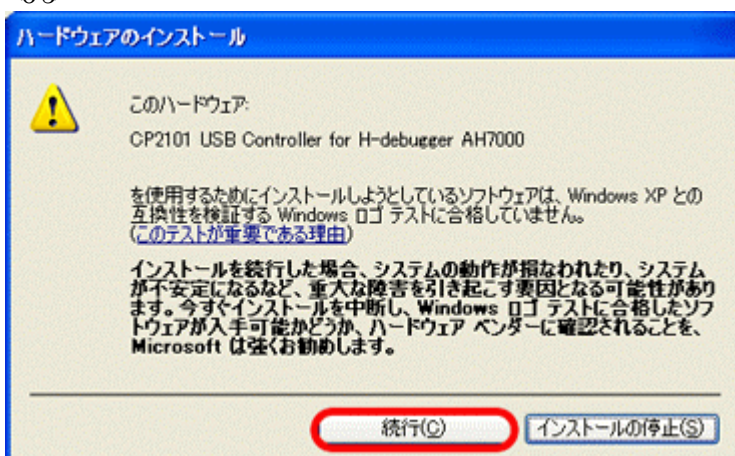 ハードウェアのインストール
このハードウェア:
CP2101 USB Controller for H-debugger AH7000
を使用するためにインストールしようとしているソフトウェアは、Windows XP との
互換性を検証する Windows ロゴ テストに合格していません。
(このテストが重要である理由)
インストールを続行した場合、システムの動作が損なわれたり、システム
が不安定になるなど、重大な障害を引き起こす要因となる可能性があり
ます。今すぐインストールを中断し、Windows ロゴ テストに合格したソフ
トウェアが入手可能かどうか、ハードウェア ベンダーに確認されることを、
Microsoft は強くお勧めします。
続行(C)
インストールの停止(S)